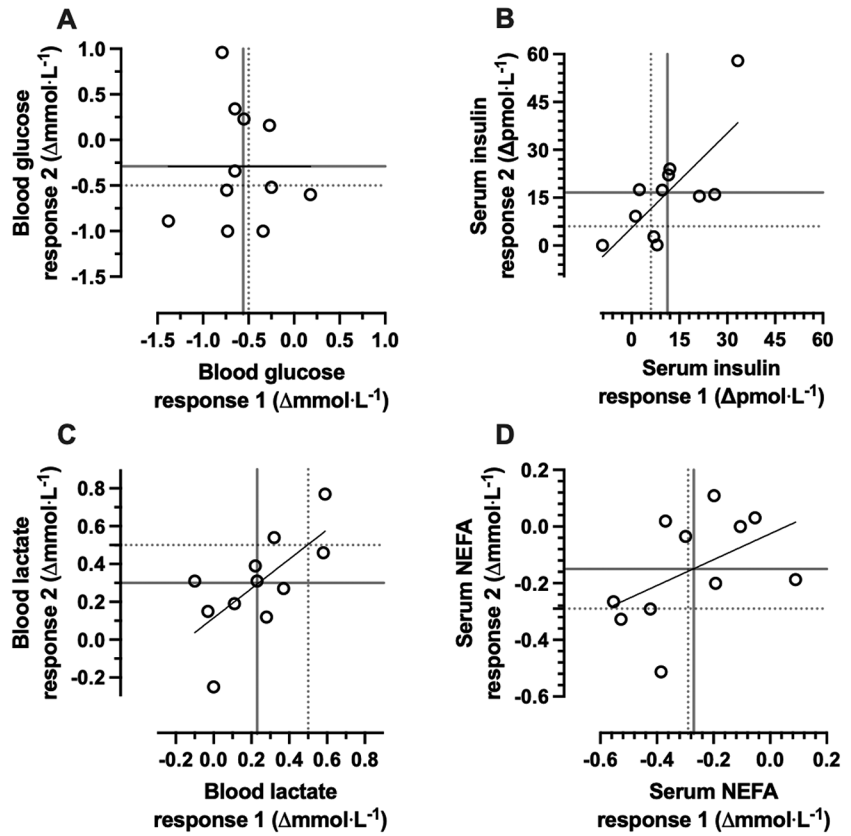 A
Blood glucose
response 2 (Δmmol·L⁻¹)
1.0
0.5
0.0
-0.5
-1.0
-1.5
-1.5 -1.0 -0.5 0.0 0.5 1.0
Blood glucose
response 1 (Δmmol·L⁻¹)
B
Serum insulin
response 2 (Δpmol·L⁻¹)
60
45
30
15
0
0 15 30 45 60
Serum insulin
response 1 (Δpmol·L⁻¹)
C
Blood lactate
response 2 (Δmmol·L⁻¹)
0.8
0.6
0.4
0.2
0.0
-0.2
-0.2 0.0 0.2 0.4 0.6 0.8
Blood lactate
response 1 (Δmmol·L⁻¹)
D
Serum NEFA
response 2 (Δmmol·L⁻¹)
0.2
0.0
-0.2
-0.4
-0.6
-0.6 -0.4 -0.2 0.0 0.2
Serum NEFA
response 1 (Δmmol·L⁻¹)